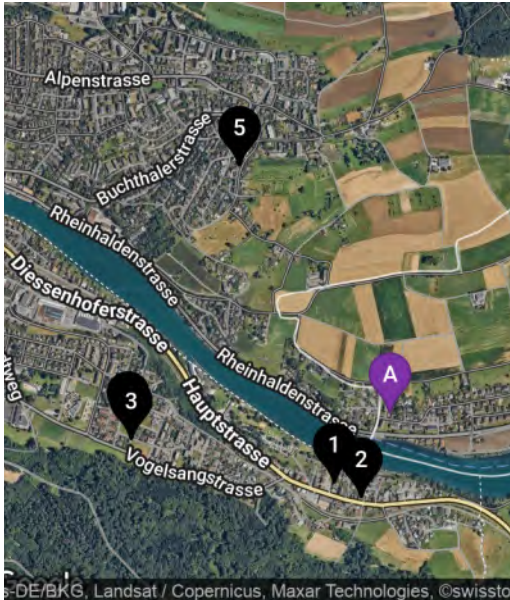 Alpenstrasse
5
Buchthalerstrasse
Rheinhaldenstrasse
Diessenhoferstrasse
Rheinhaldenstrasse
A
Hauptstrasse
3
1
2
Vogelsangstrasse
s-DE/BKG, Landsat / Copernicus, Maxar Technologies, ©swissto